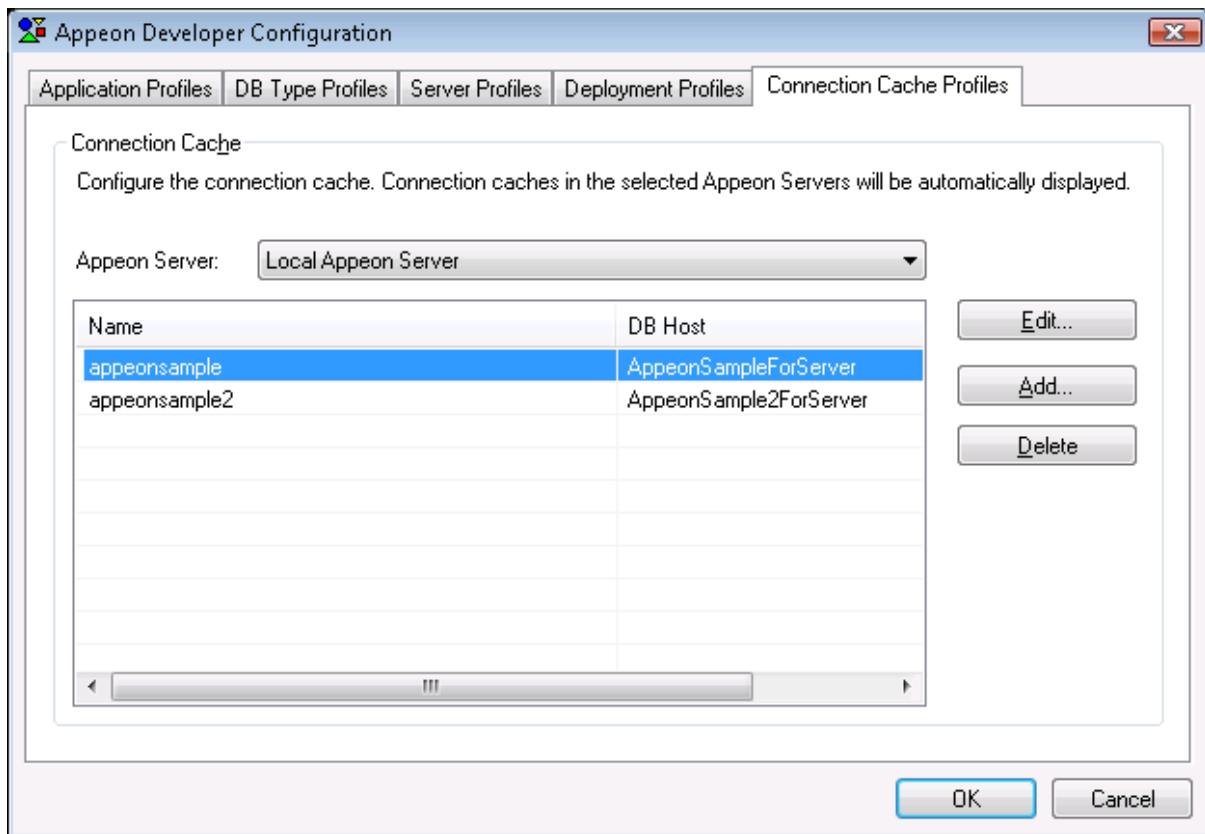 Appeon Developer Configuration
Application Profiles DB Type Profiles Server Profiles Deployment Profiles Connection Cache Profiles
Connection Cache
Configure the connection cache. Connection caches in the selected Appeon Servers will be automatically displayed.
Appeon Server: Local Appeon Server
Name DB Host Edit...
appeonsample AppeonSampleForServer
appeonsample2 AppeonSample2ForServer Add...
Delete
OK Cancel